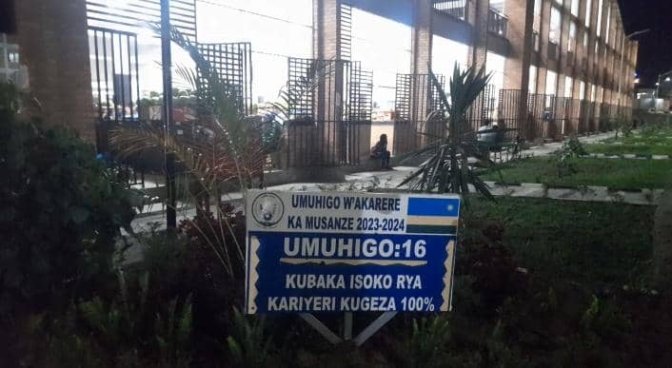 UMUHIGO W'AKARERE
KA MUSANZE 2023-2024
UMUHIGO:16
KUBAKA ISOKO RYA
KARIYERI KUGEZA 100%